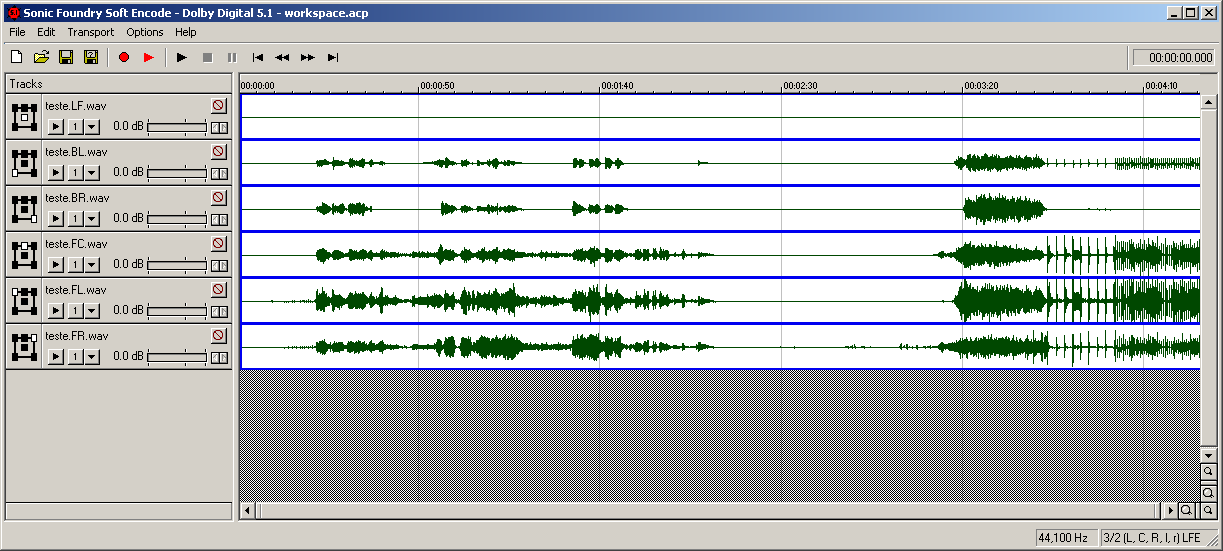 Sonic Foundry Soft Encode - Dolby Digital 5.1 - workspace.acp
File Edit Transport Options Help
00:00:00.000
Tracks
00:00:00 00:00:50 00:01:40 00:02:30 00:03:20 00:04:10
teste.LF.wav
1 0.0 dB
teste.BL.wav
1 0.0 dB
teste.BR.wav
1 0.0 dB
teste.FC.wav
1 0.0 dB
teste.FL.wav
1 0.0 dB
teste.FR.wav
1 0.0 dB
44,100 Hz 3/2 (L, C, R, l, r) LFE